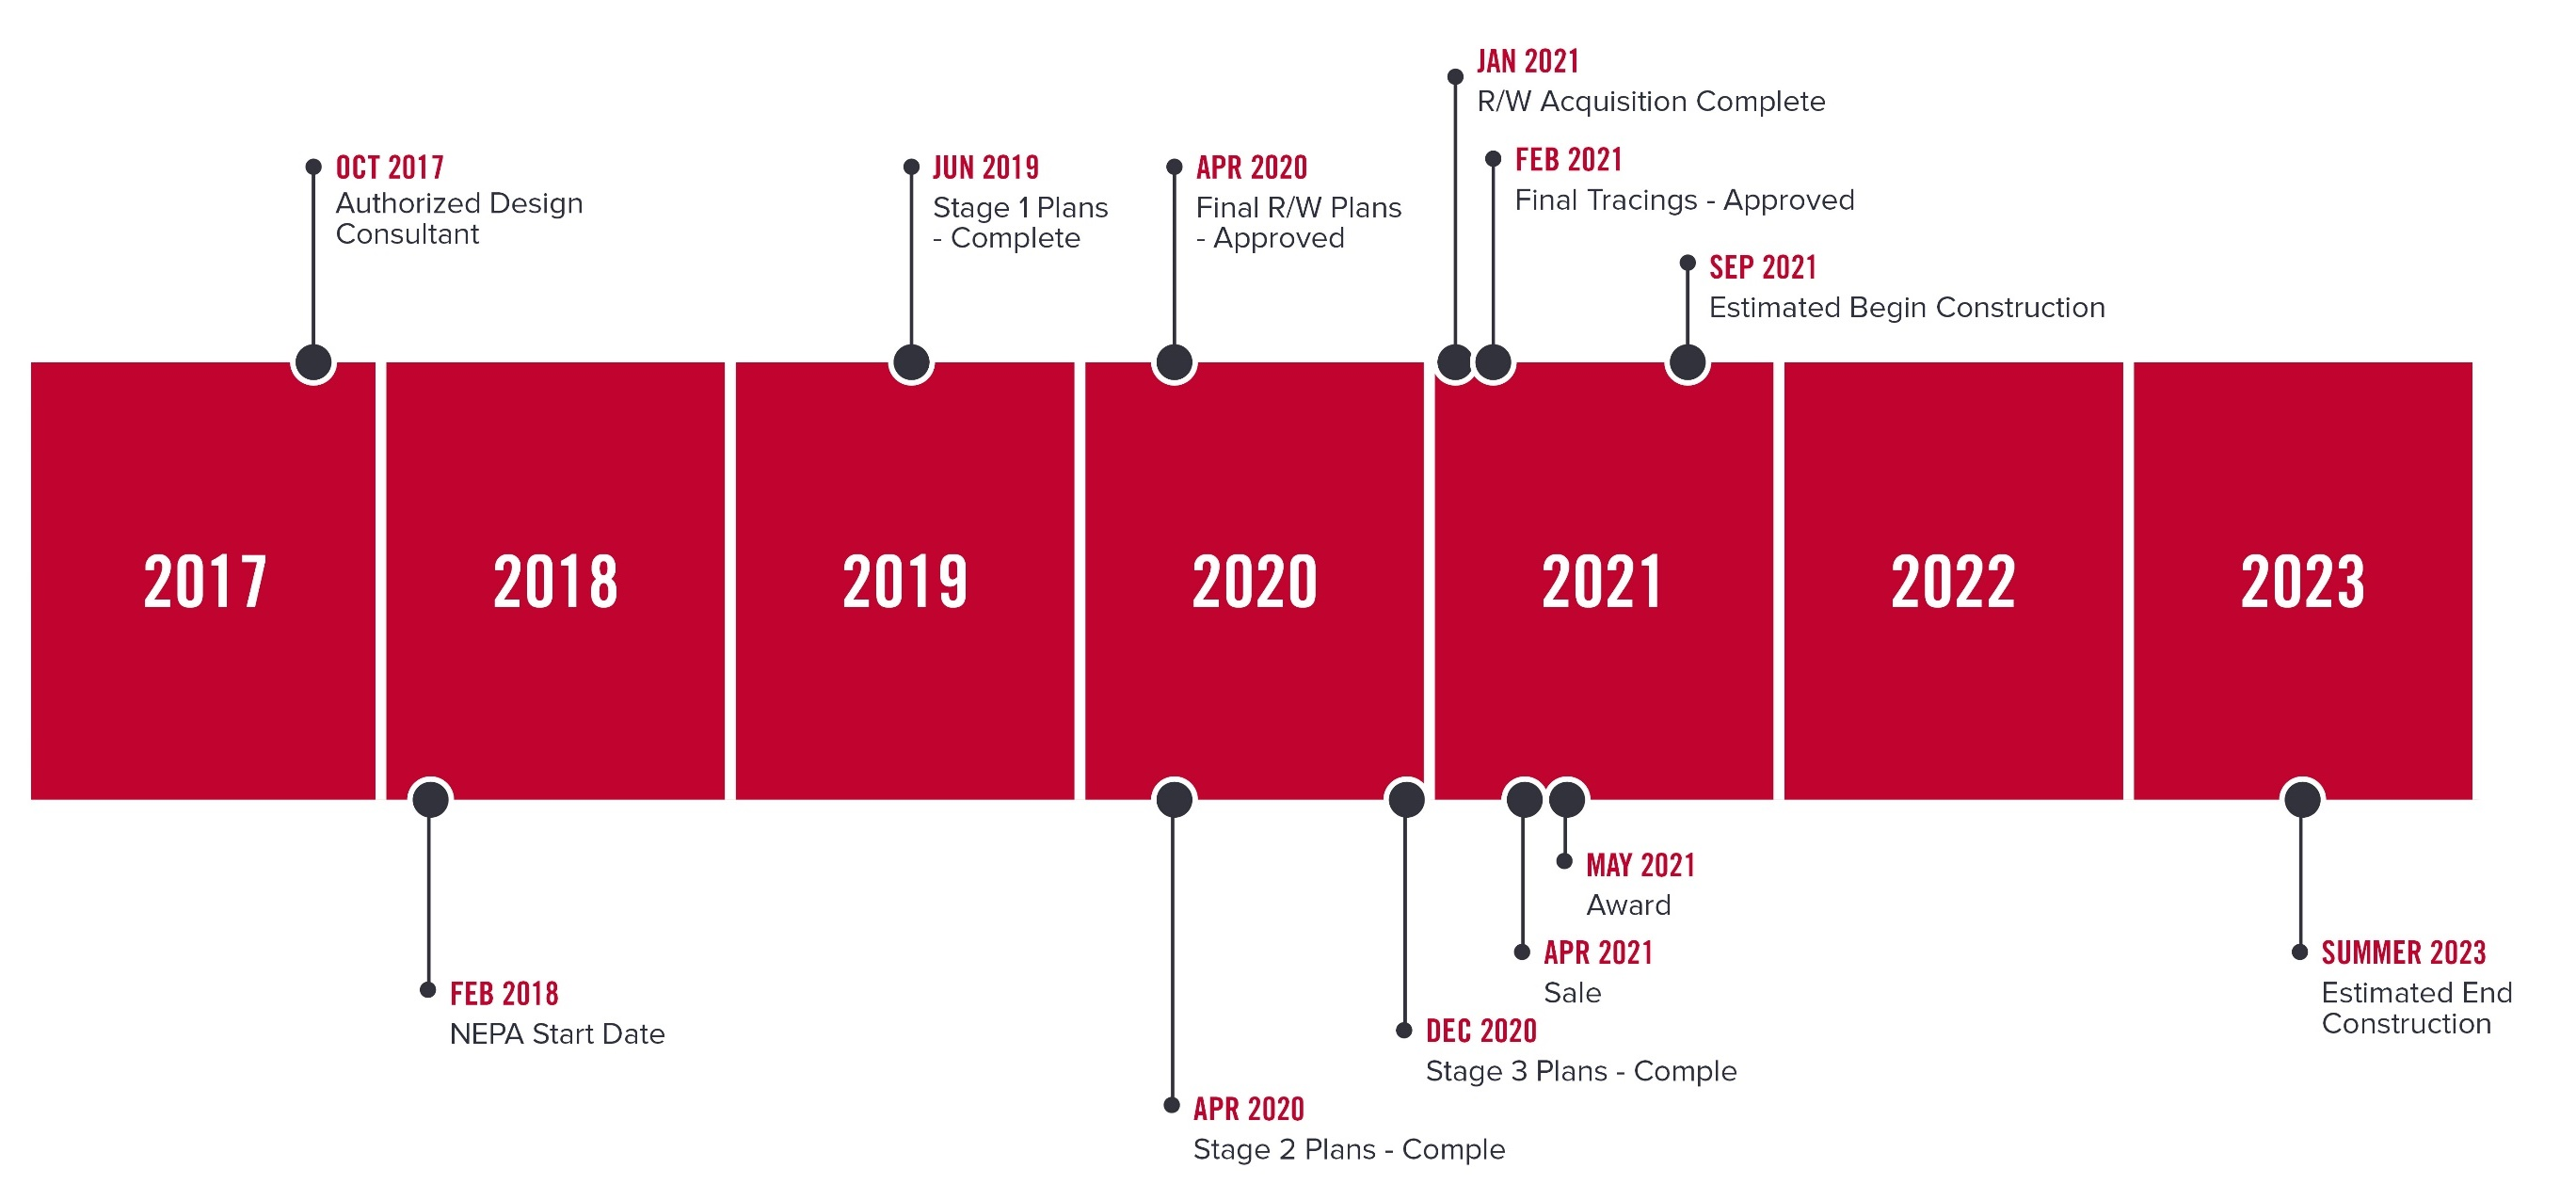 JAN 2021
R/W Acquisition Complete
OCT 2017
Authorized Design
Consultant
JUN 2019
Stage 1 Plans
- Complete
APR 2020
Final R/W Plans
- Approved
FEB 2021
Final Tracings - Approved
SEP 2021
Estimated Begin Construction
2017
2018
2019
2020
2021
2022
2023
FEB 2018
NEPA Start Date
APR 2020
Stage 2 Plans - Comple
DEC 2020
Stage 3 Plans - Comple
APR 2021
Sale
MAY 2021
Award
SUMMER 2023
Estimated End
Construction